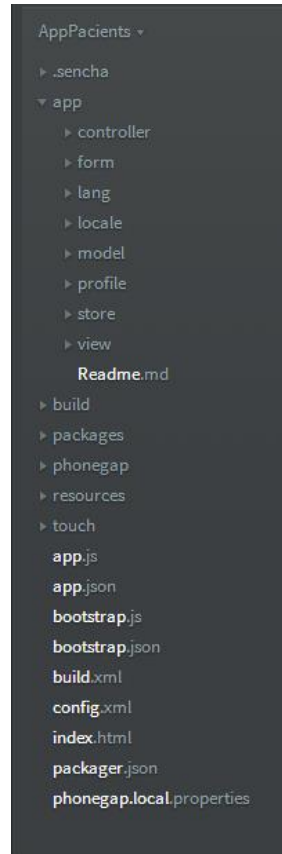 AppPacients
.sencha
app
controller
form
lang
locale
model
profile
store
view
Readme.md
build
packages
phonegap
resources
touch
app.js
app.json
bootstrap.js
bootstrap.json
build.xml
config.xml
index.html
packager.json
phonegap.local.properties